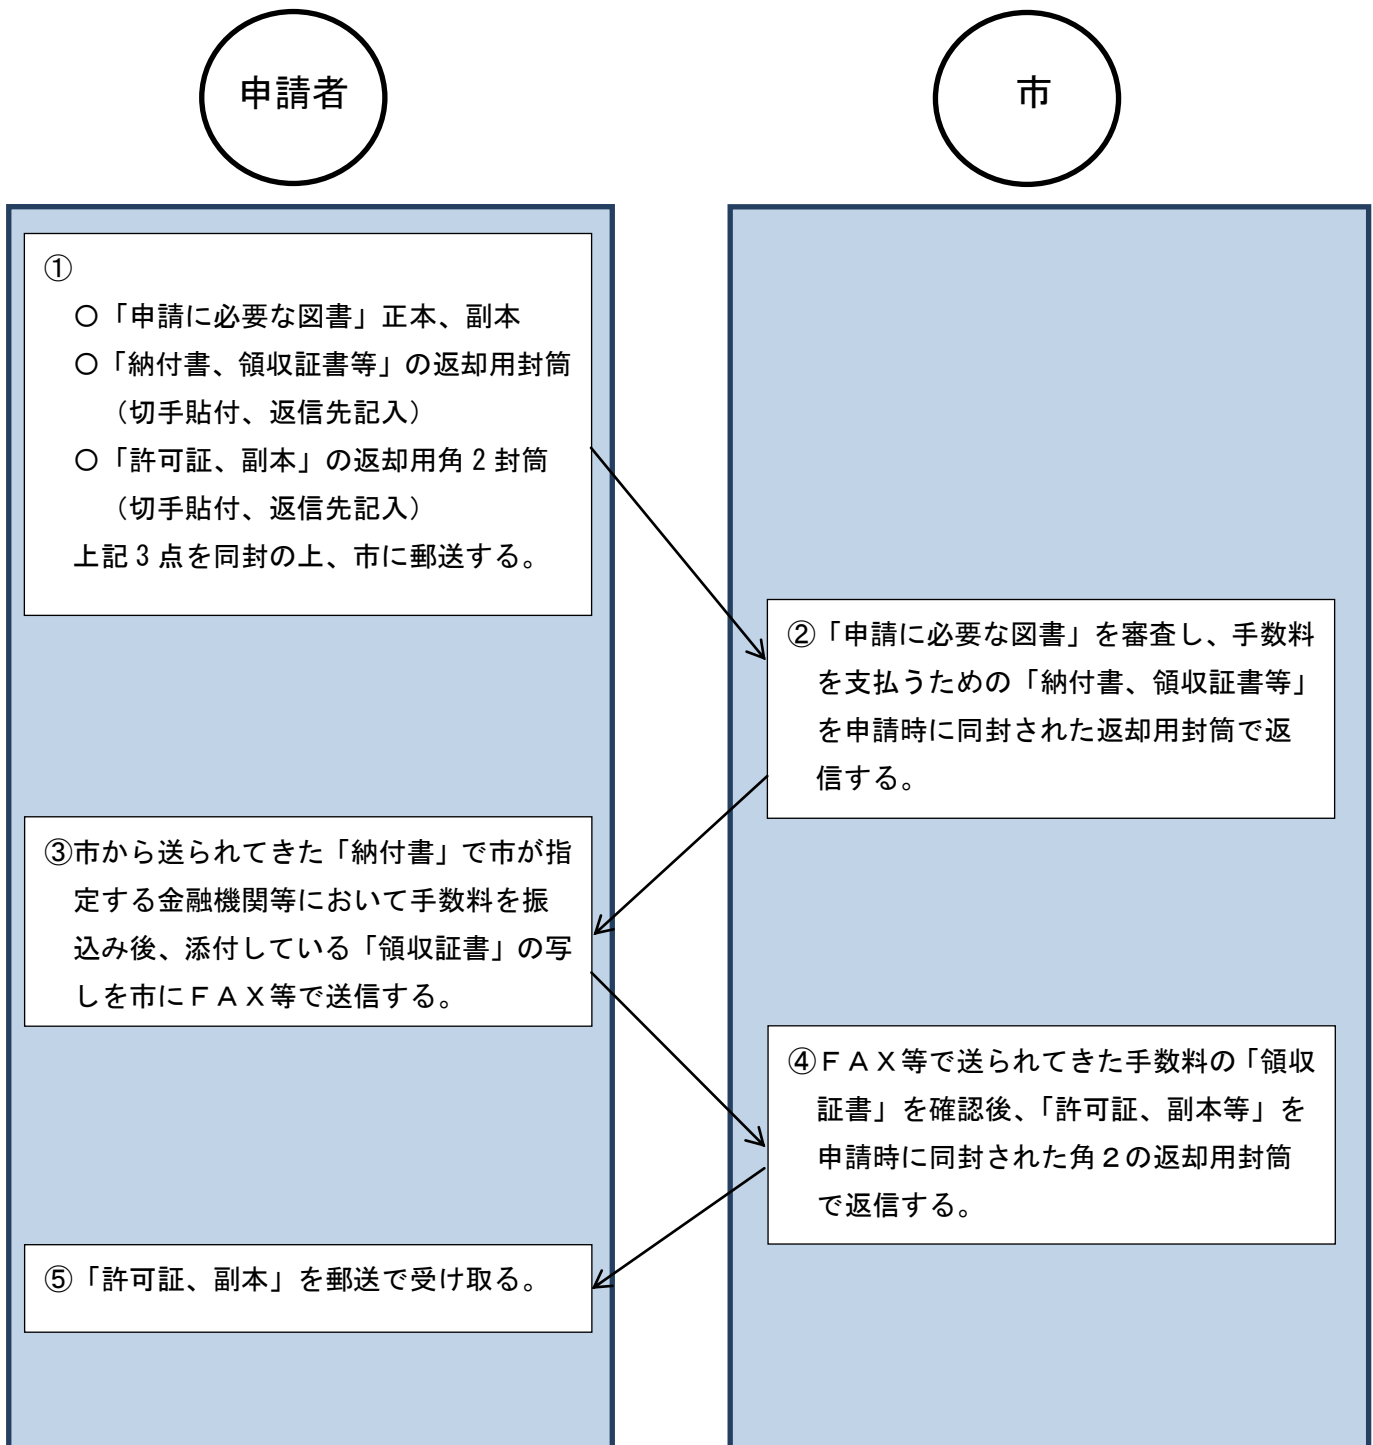 申請者
市
①
〇「申請に必要な図書」正本、副本
〇「納付書、領収証書等」の返却用封筒
（切手貼付、返信先記入）
〇「許可証、副本」の返却用角2封筒
（切手貼付、返信先記入）
上記3点を同封の上、市に郵送する。
②「申請に必要な図書」を審査し、手数料
を支払うための「納付書、領収証書等」
を申請時に同封された返却用封筒で返
信する。
③市から送られてきた「納付書」で市が指
定する金融機関等において手数料を振
込み後、添付している「領収証書」の写
しを市にＦＡＸ等で送信する。
④ＦＡＸ等で送られてきた手数料の「領収
証書」を確認後、「許可証、副本等」を
申請時に同封された角２の返却用封筒
で返信する。
⑤「許可証、副本」を郵送で受け取る。